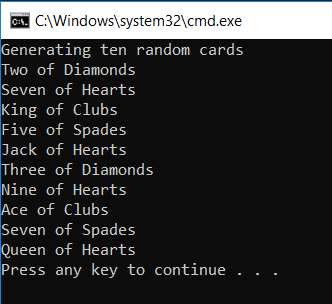 C:\Windows\system32\cmd.exe
Generating ten random cards
Two of Diamonds
Seven of Hearts
King of Clubs
Five of Spades
Jack of Hearts
Three of Diamonds
Nine of Hearts
Ace of Clubs
Seven of Spades
Queen of Hearts
Press any key to continue . . .